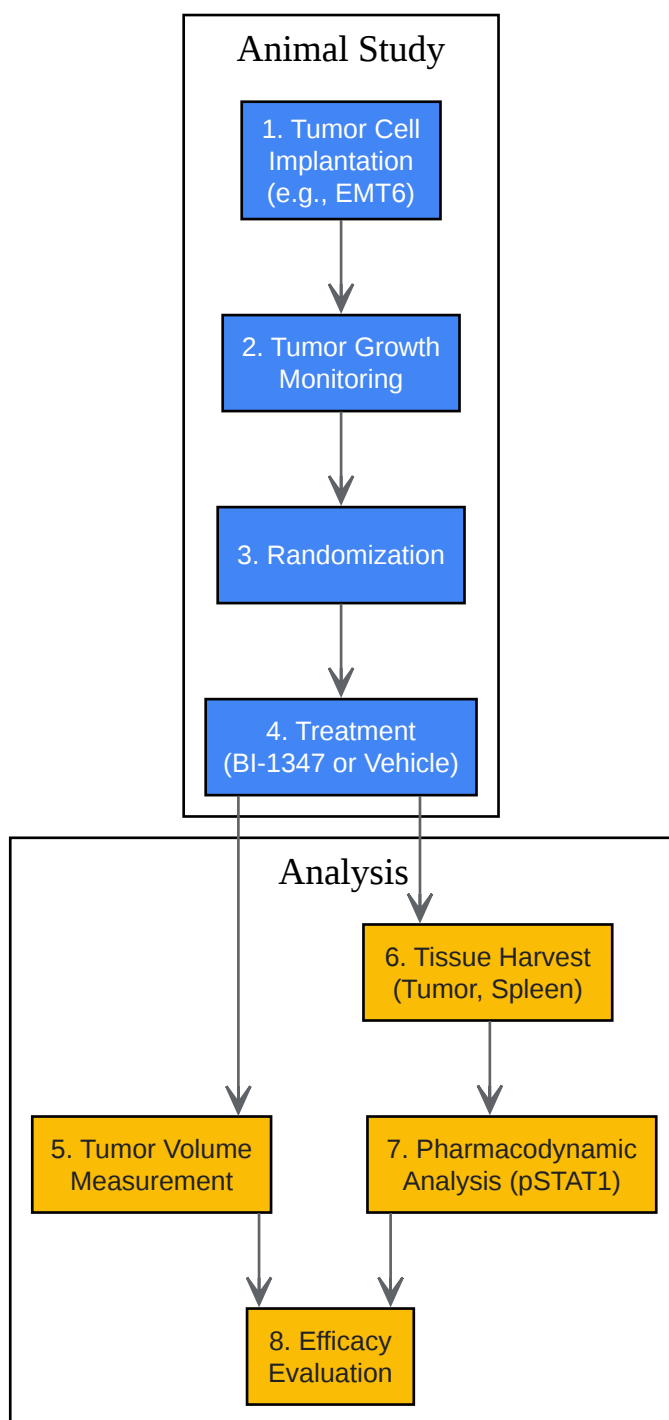 Animal Study
1. Tumor Cell
Implantation
(e.g., EMT6)
2. Tumor Growth
Monitoring
3. Randomization
4. Treatment
(BI-1347 or Vehicle)
Analysis
6. Tissue Harvest
(Tumor, Spleen)
5. Tumor Volume
Measurement
7. Pharmacodynamic
Analysis (pSTAT1)
8. Efficacy
Evaluation